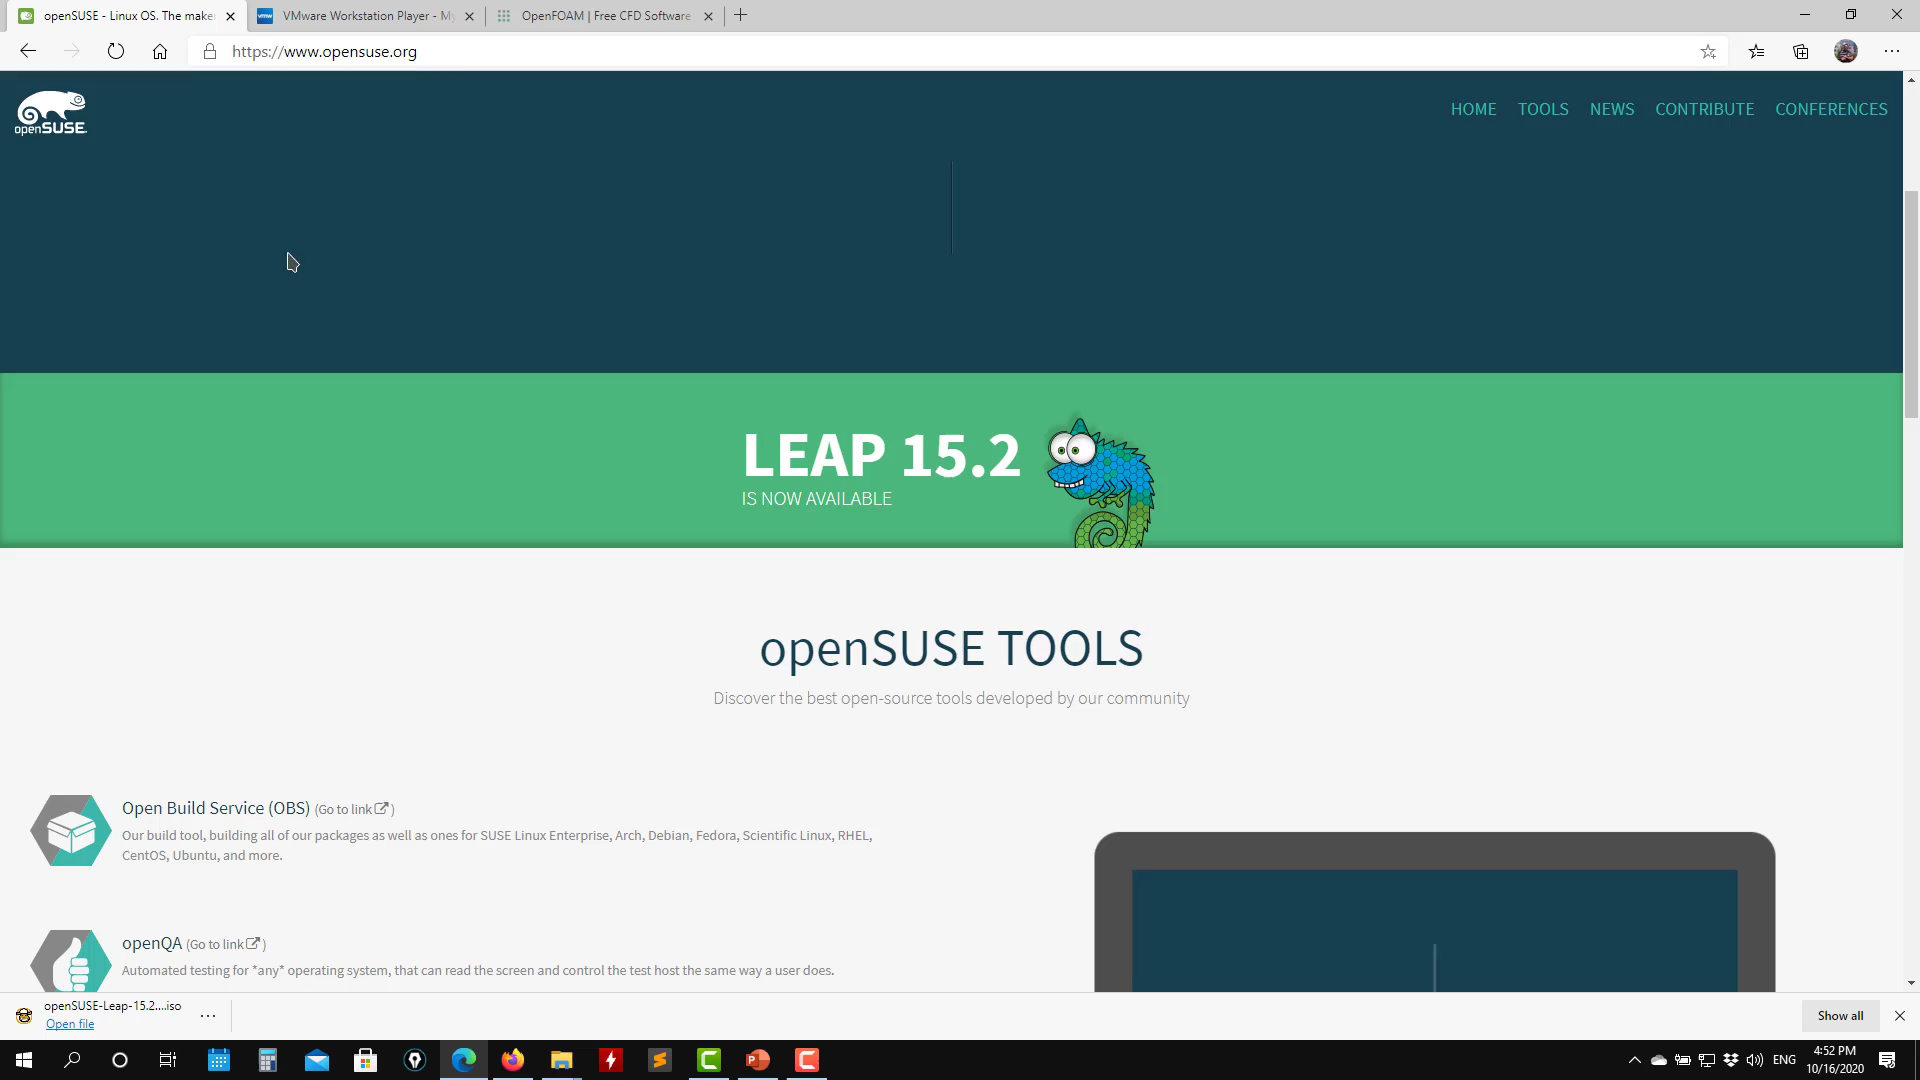 openSUSE - Linux OS. The make
VMware Workstation Player - My
OpenFOAM | Free CFD Software
https://www.opensuse.org
openSUSE
HOME TOOLS NEWS CONTRIBUTE CONFERENCES
LEAP 15.2
IS NOW AVAILABLE
openSUSE TOOLS
Discover the best open-source tools developed by our community
Open Build Service (OBS) (Go to link)
Our build tool, building all of our packages as well as ones for SUSE Linux Enterprise, Arch, Debian, Fedora, Scientific Linux, RHEL,
CentOS, Ubuntu, and more.
openQA (Go to link)
Automated testing for *any* operating system, that can read the screen and control the test host the same way a user does.
openSUSE-Leap-15.2....iso
Open file
Show all
ENG
4:52 PM
10/16/2020